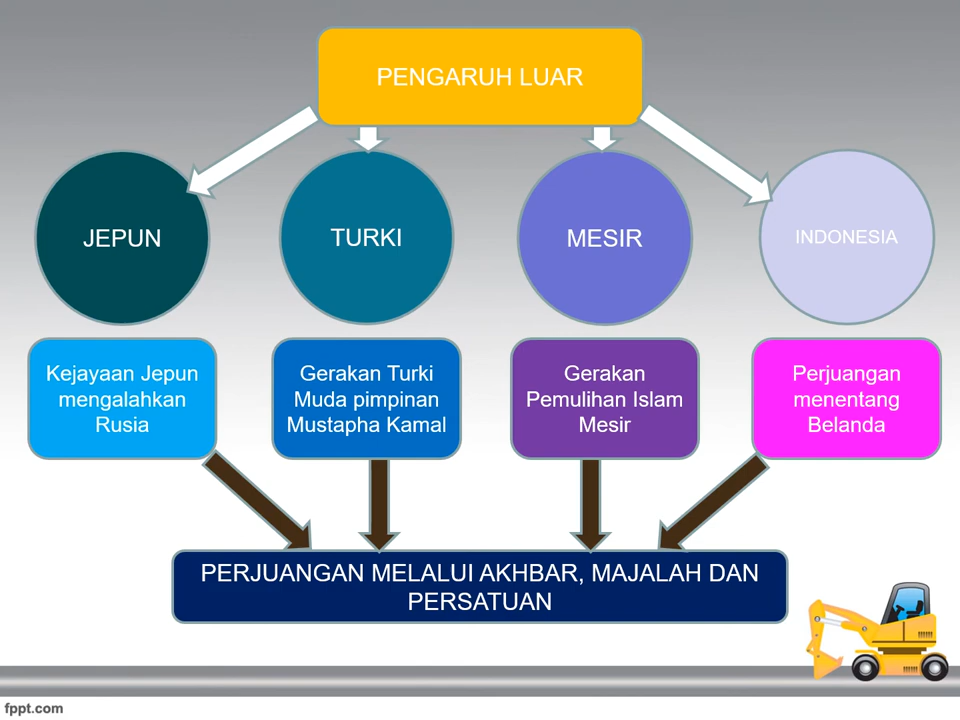 PENGARUH LUAR
JEPUN
TURKI
MESIR
INDONESIA
Kejayaan Jepun
mengalahkan
Rusia
Gerakan Turki
Muda pimpinan
Mustapha Kamal
Gerakan
Pemulihan Islam
Mesir
Perjuangan
menentang
Belanda
PERJUANGAN MELALUI AKHBAR, MAJALAH DAN
PERSATUAN
fppt.com